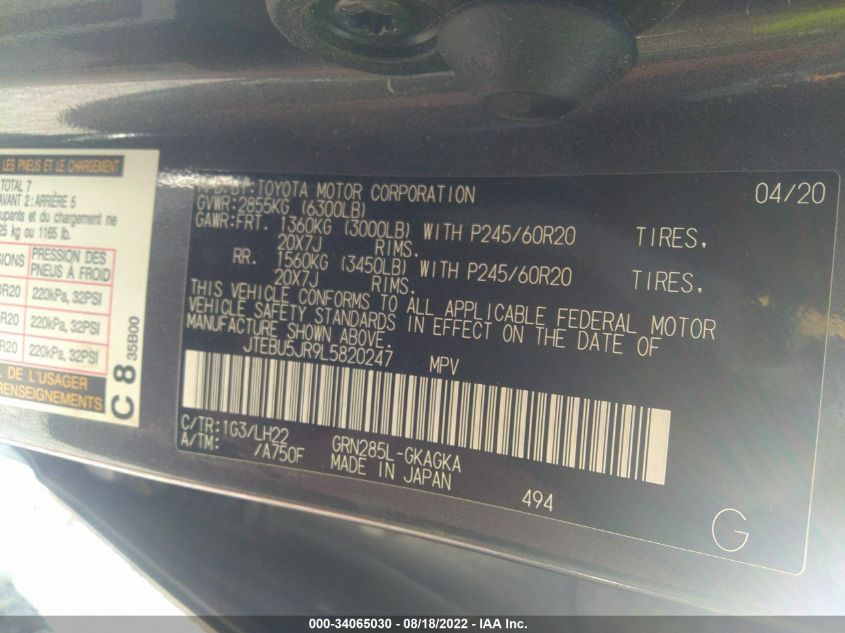 LES PNEUS ET LE CHARGEMENT
TOTAL 7
AVANT 2: ARRIÈRE 5
upants et du chargement ne
25 kg ou 1165 lb.
SIONS PRESSION DES PNEUS À FROID
0R20 220kPa, 32PSI
R20 220kPa, 32PSI
R20 220kPa, 32PSI
L DE L'USAGER
RENSEIGNEMENTS
C 8 35B00
MFD.BY:TOYOTA MOTOR CORPORATION 04/20
GVWR:2855KG (6300LB)
GAWR:FRT. 1360KG (3000LB) WITH P245/60R20 TIRES,
20X7J RIMS.
RR. 1560KG (3450LB) WITH P245/60R20 TIRES,
20X7J RIMS.
THIS VEHICLE CONFORMS TO ALL APPLICABLE FEDERAL MOTOR
VEHICLE SAFETY STANDARDS IN EFFECT ON THE DATE OF
MANUFACTURE SHOWN ABOVE.
JTEBU5JR9L5820247 MPV
C/TR:1G3/LH22
A/TM: /A750F
GRN285L-GKAGKA
MADE IN JAPAN
494
G
000-34065030 - 08/18/2022 - IAA Inc.